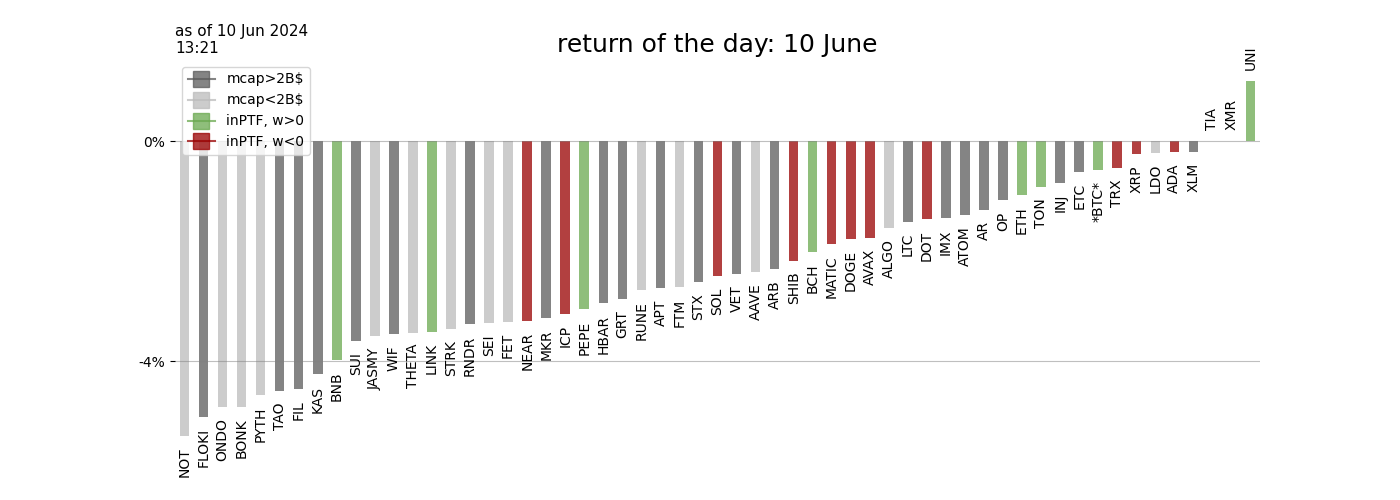 as of 10 Jun 2024
13:21
return of the day: 10 June
mcap>2B$
mcap<2B$
inPTF, w>0
inPTF, w<0
0%
-4%
NOT
FLOKI
ONDO
BONK
PYTH
TAO
FIL
KAS
BNB
SUI
JASMY
WIF
THETA
LINK
STRK
RNDR
SEI
FET
NEAR
MKR
ICP
PEPE
HBAR
GRT
RUNE
APT
FTM
STX
SOL
VET
AAVE
ARB
SHIB
BCH
MATIC
DOGE
AVAX
ALGO
LTC
DOT
IMX
ATOM
AR
OP
ETH
TON
INJ
ETC
*BTC*
TRX
XRP
LDO
ADA
XLM
TIA
XMR
UNI